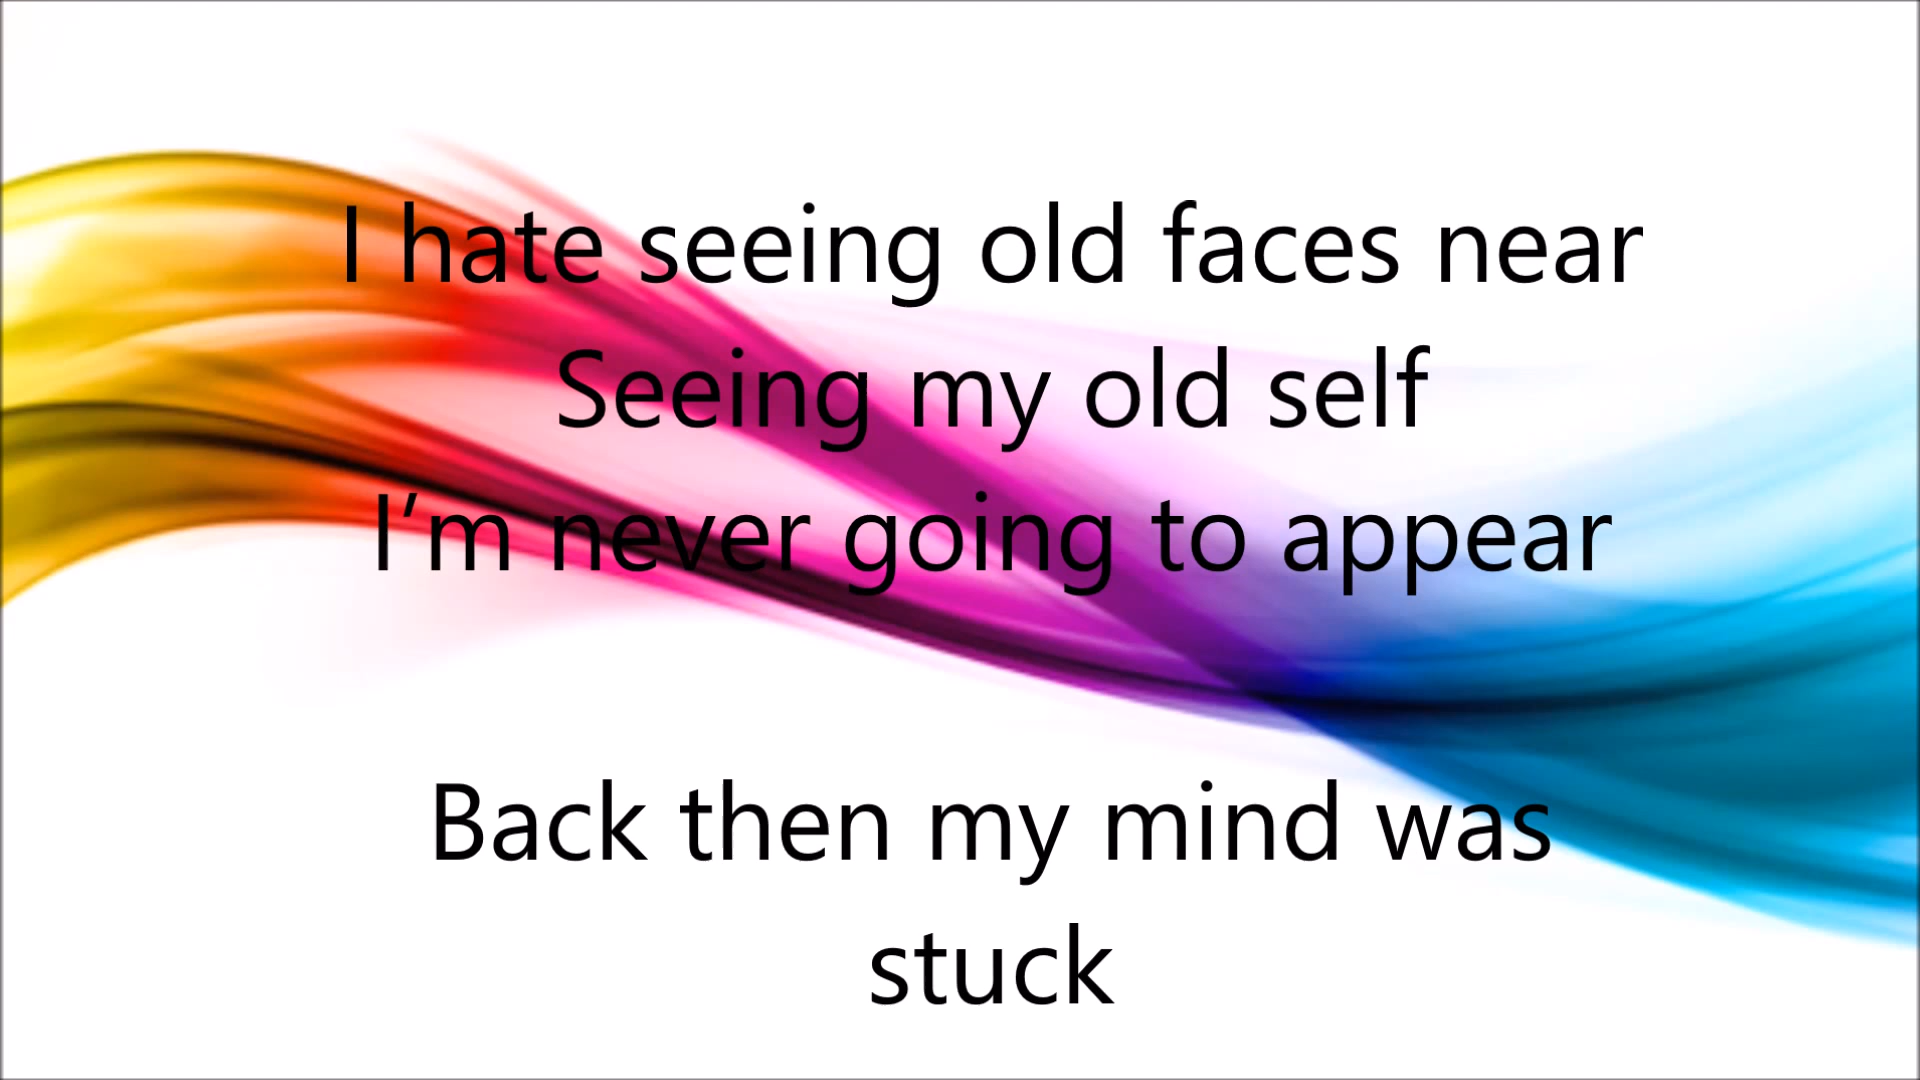 I hate seeing old faces near
Seeing my old self
I’m never going to appear
Back then my mind was
stuck